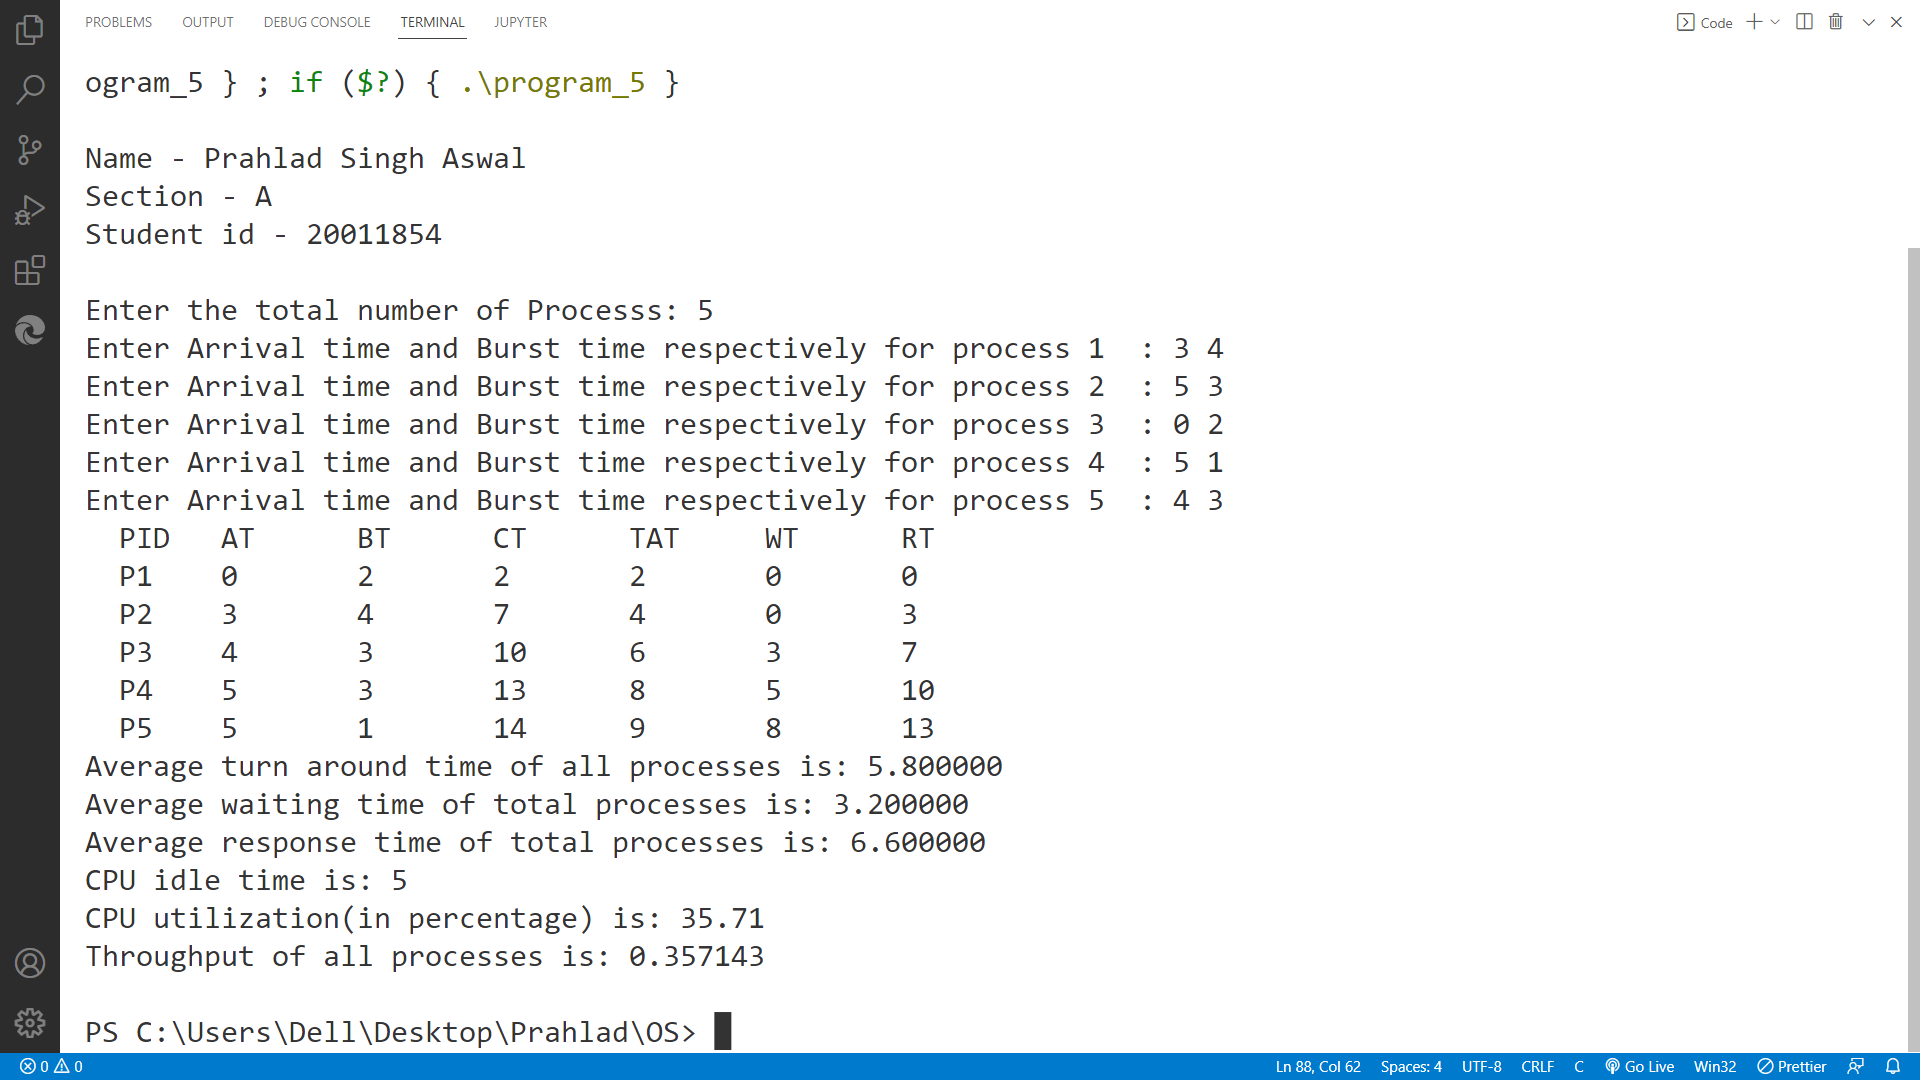 PROBLEMS OUTPUT DEBUG CONSOLE TERMINAL JUPYTER Code
ogram_5 } ; if ($?) { .\program_5 }
Name - Prahlad Singh Aswal
Section - A
Student id - 20011854
Enter the total number of Processs: 5
Enter Arrival time and Burst time respectively for process 1  : 3 4
Enter Arrival time and Burst time respectively for process 2  : 5 3
Enter Arrival time and Burst time respectively for process 3  : 0 2
Enter Arrival time and Burst time respectively for process 4  : 5 1
Enter Arrival time and Burst time respectively for process 5  : 4 3
PID AT BT CT TAT WT RT
P1 0 2 2 2 0 0
P2 3 4 7 4 0 3
P3 4 3 10 6 3 7
P4 5 3 13 8 5 10
P5 5 1 14 9 8 13
Average turn around time of all processes is: 5.800000
Average waiting time of total processes is: 3.200000
Average response time of total processes is: 6.600000
CPU idle time is: 5
CPU utilization(in percentage) is: 35.71
Throughput of all processes is: 0.357143
PS C:\Users\Dell\Desktop\Prahlad\OS>
0 0 Ln 88, Col 62 Spaces: 4 UTF-8 CRLF C Go Live Win32 Prettier